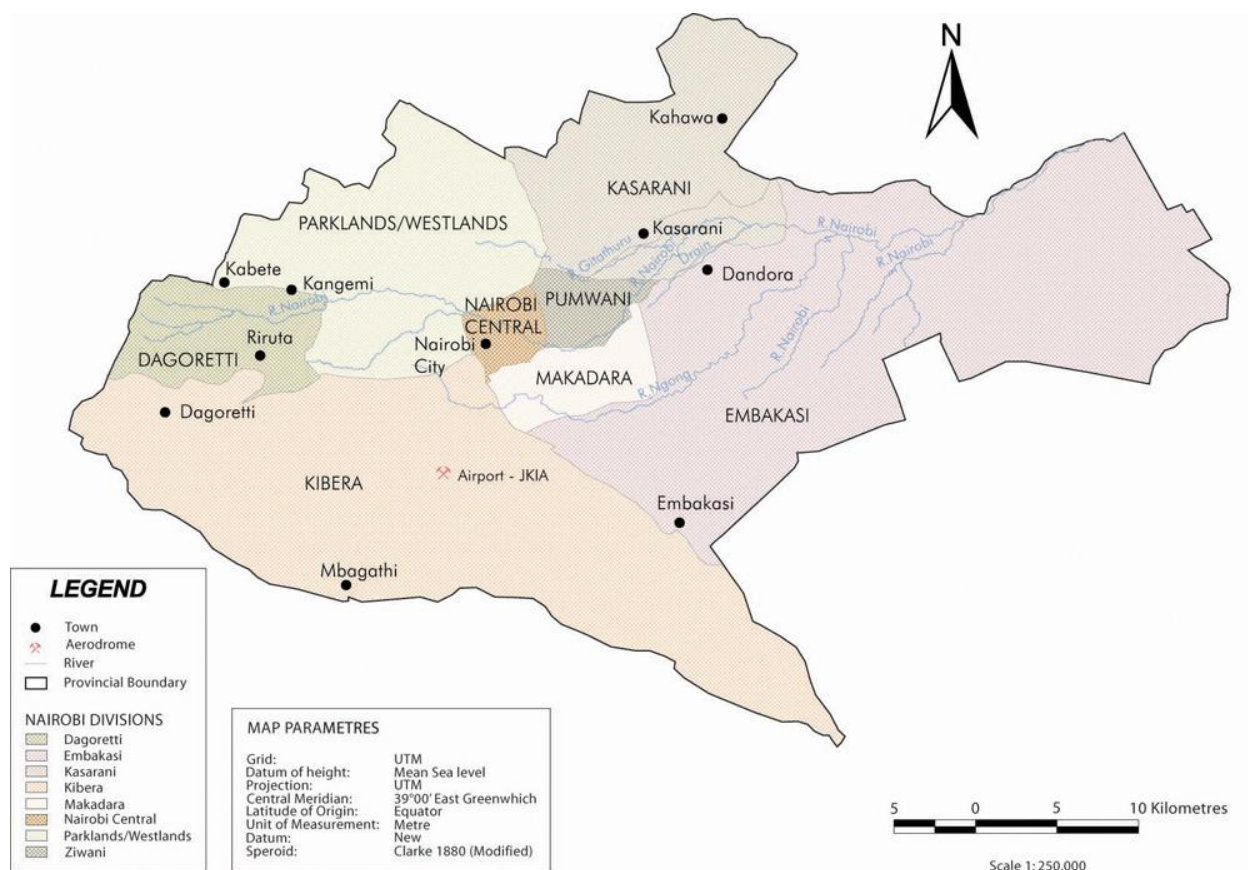 N
Kahawa
KASARANI
PARKLANDS/WESTLANDS
Kasarani
R.Gitathuru
R.Nairobi
Drain
R.Nairobi
R.Nairobi
Kabete
Kangemi
Dandora
R.Nairobi
NAIROBI
CENTRAL
PUMWANI
R.Nairobi
Riruta
DAGORETTI
Nairobi
City
MAKADARA
R.Ngong
Dagoretti
EMBAKASI
KIBERA
Airport - JKIA
Embakasi
Mbagathi
LEGEND
Town
Aerodrome
River
Provincial Boundary
NAIROBI DIVISIONS
Dagoretti
Embakasi
Kasarani
Kibera
Makadara
Nairobi Central
Parklands/Westlands
Ziwani
MAP PARAMETRES
Grid: UTM
Datum of height: Mean Sea level
Projection: UTM
Central Meridian: 39°00' East Greenwhich
Latitude of Origin: Equator
Unit of Measurement: Metre
Datum: New
Speroid: Clarke 1880 (Modified)
5 0 5 10 Kilometres
Scale 1:250,000